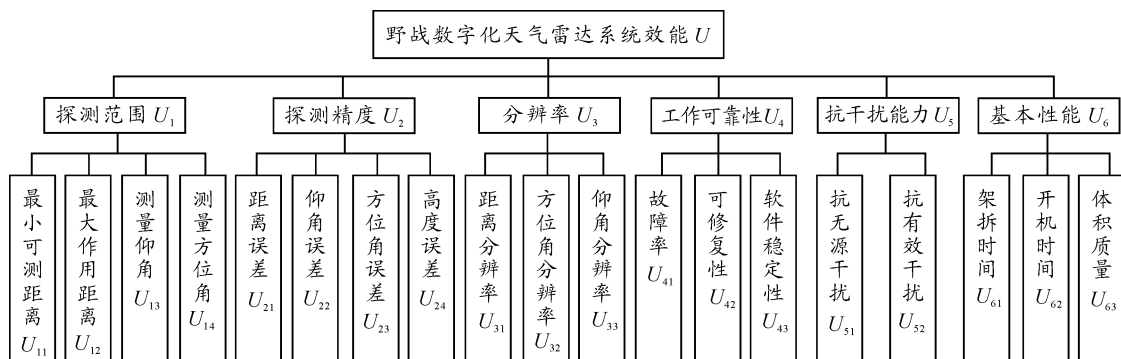 野战数字化天气雷达系统效能 U
探测范围 U₁
探测精度 U₂
分辨率 U₃
工作可靠性 U₄
抗干扰能力 U₅
基本性能 U₆
最小可测距离 U₁₁
最大作用距离 U₁₂
测量仰角 U₁₃
测量方位角 U₁₄
距离误差 U₂₁
仰角误差 U₂₂
方位角误差 U₂₃
高度误差 U₂₄
距离分辨率 U₃₁
方位角分辨率 U₃₂
仰角分辨率 U₃₃
故障率 U₄₁
可修复性 U₄₂
软件稳定性 U₄₃
抗无源干扰 U₅₁
抗有效干扰 U₅₂
架拆时间 U₆₁
开机时间 U₆₂
体积质量 U₆₃